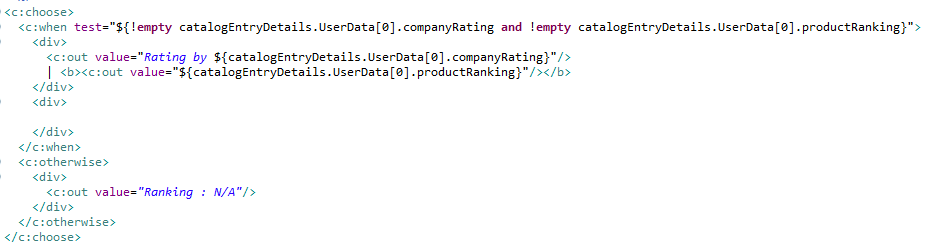 <c:choose>
<c:when test="${!empty catalogEntryDetails.UserData[0].companyRating and !empty catalogEntryDetails.UserData[0].productRanking}">
<div>
<c:out value="Rating by ${catalogEntryDetails.UserData[0].companyRating}"/>
| <b><c:out value="${catalogEntryDetails.UserData[0].productRanking}"/></b>
</div>
<div>
</div>
</c:when>
<c:otherwise>
<div>
<c:out value="Ranking : N/A"/>
</div>
</c:otherwise>
</c:choose>